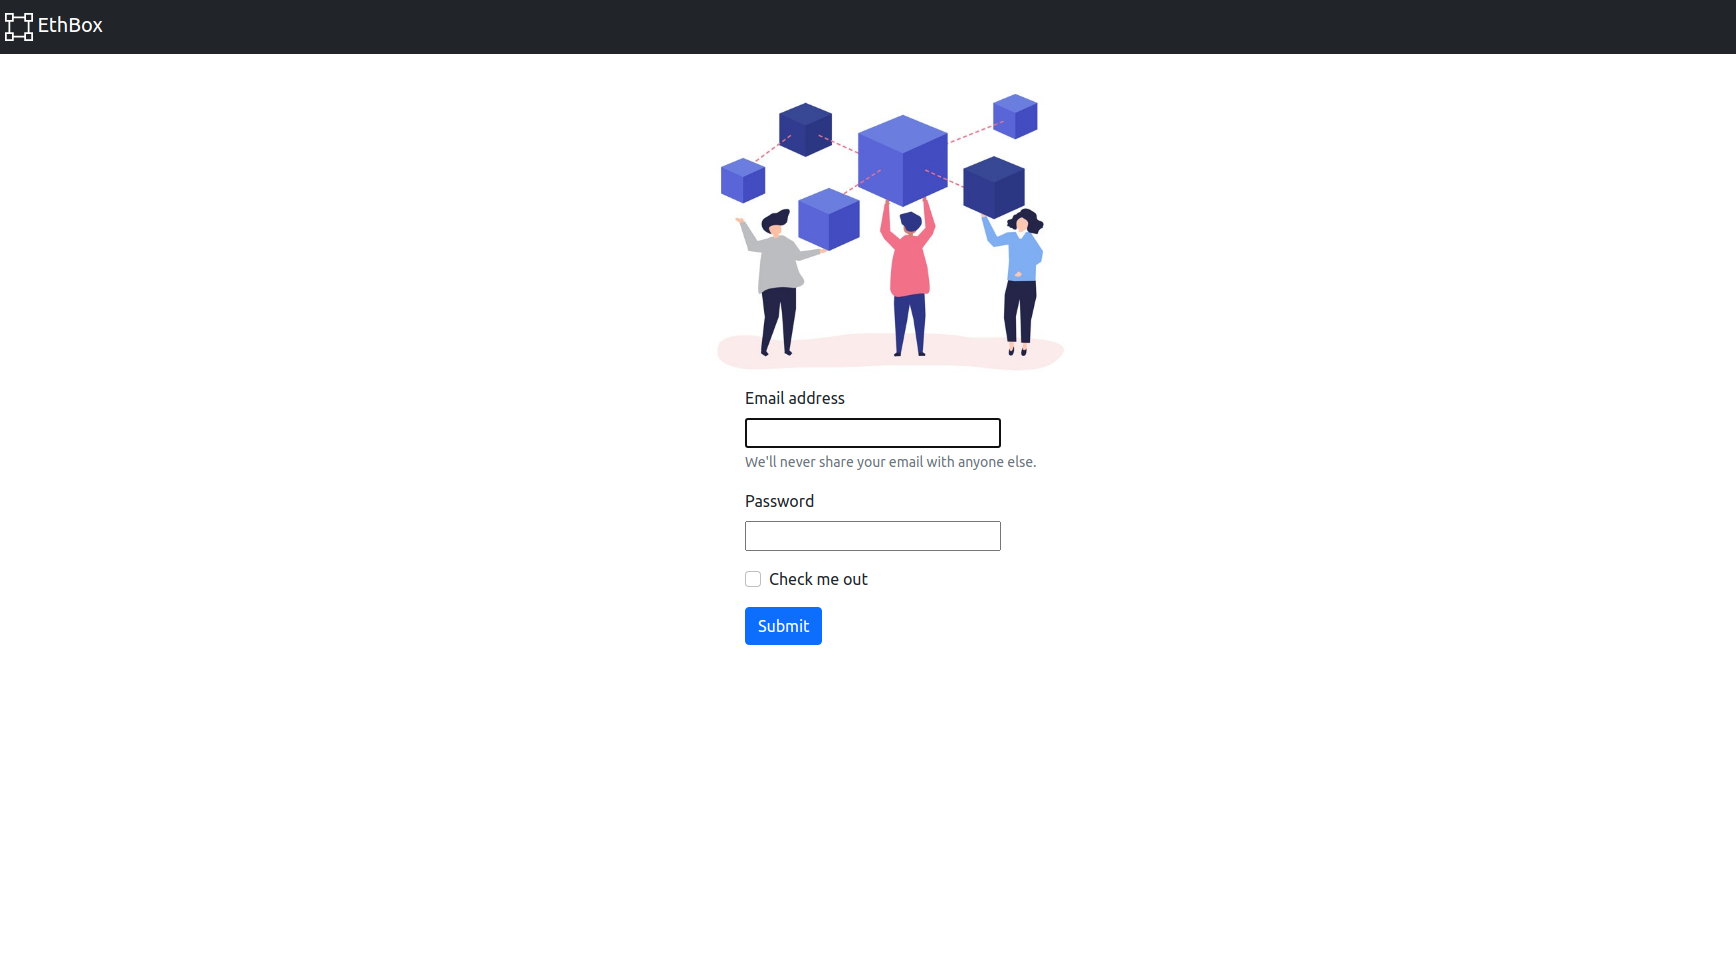 EthBox
Email address
We'll never share your email with anyone else.
Password
Check me out
Submit